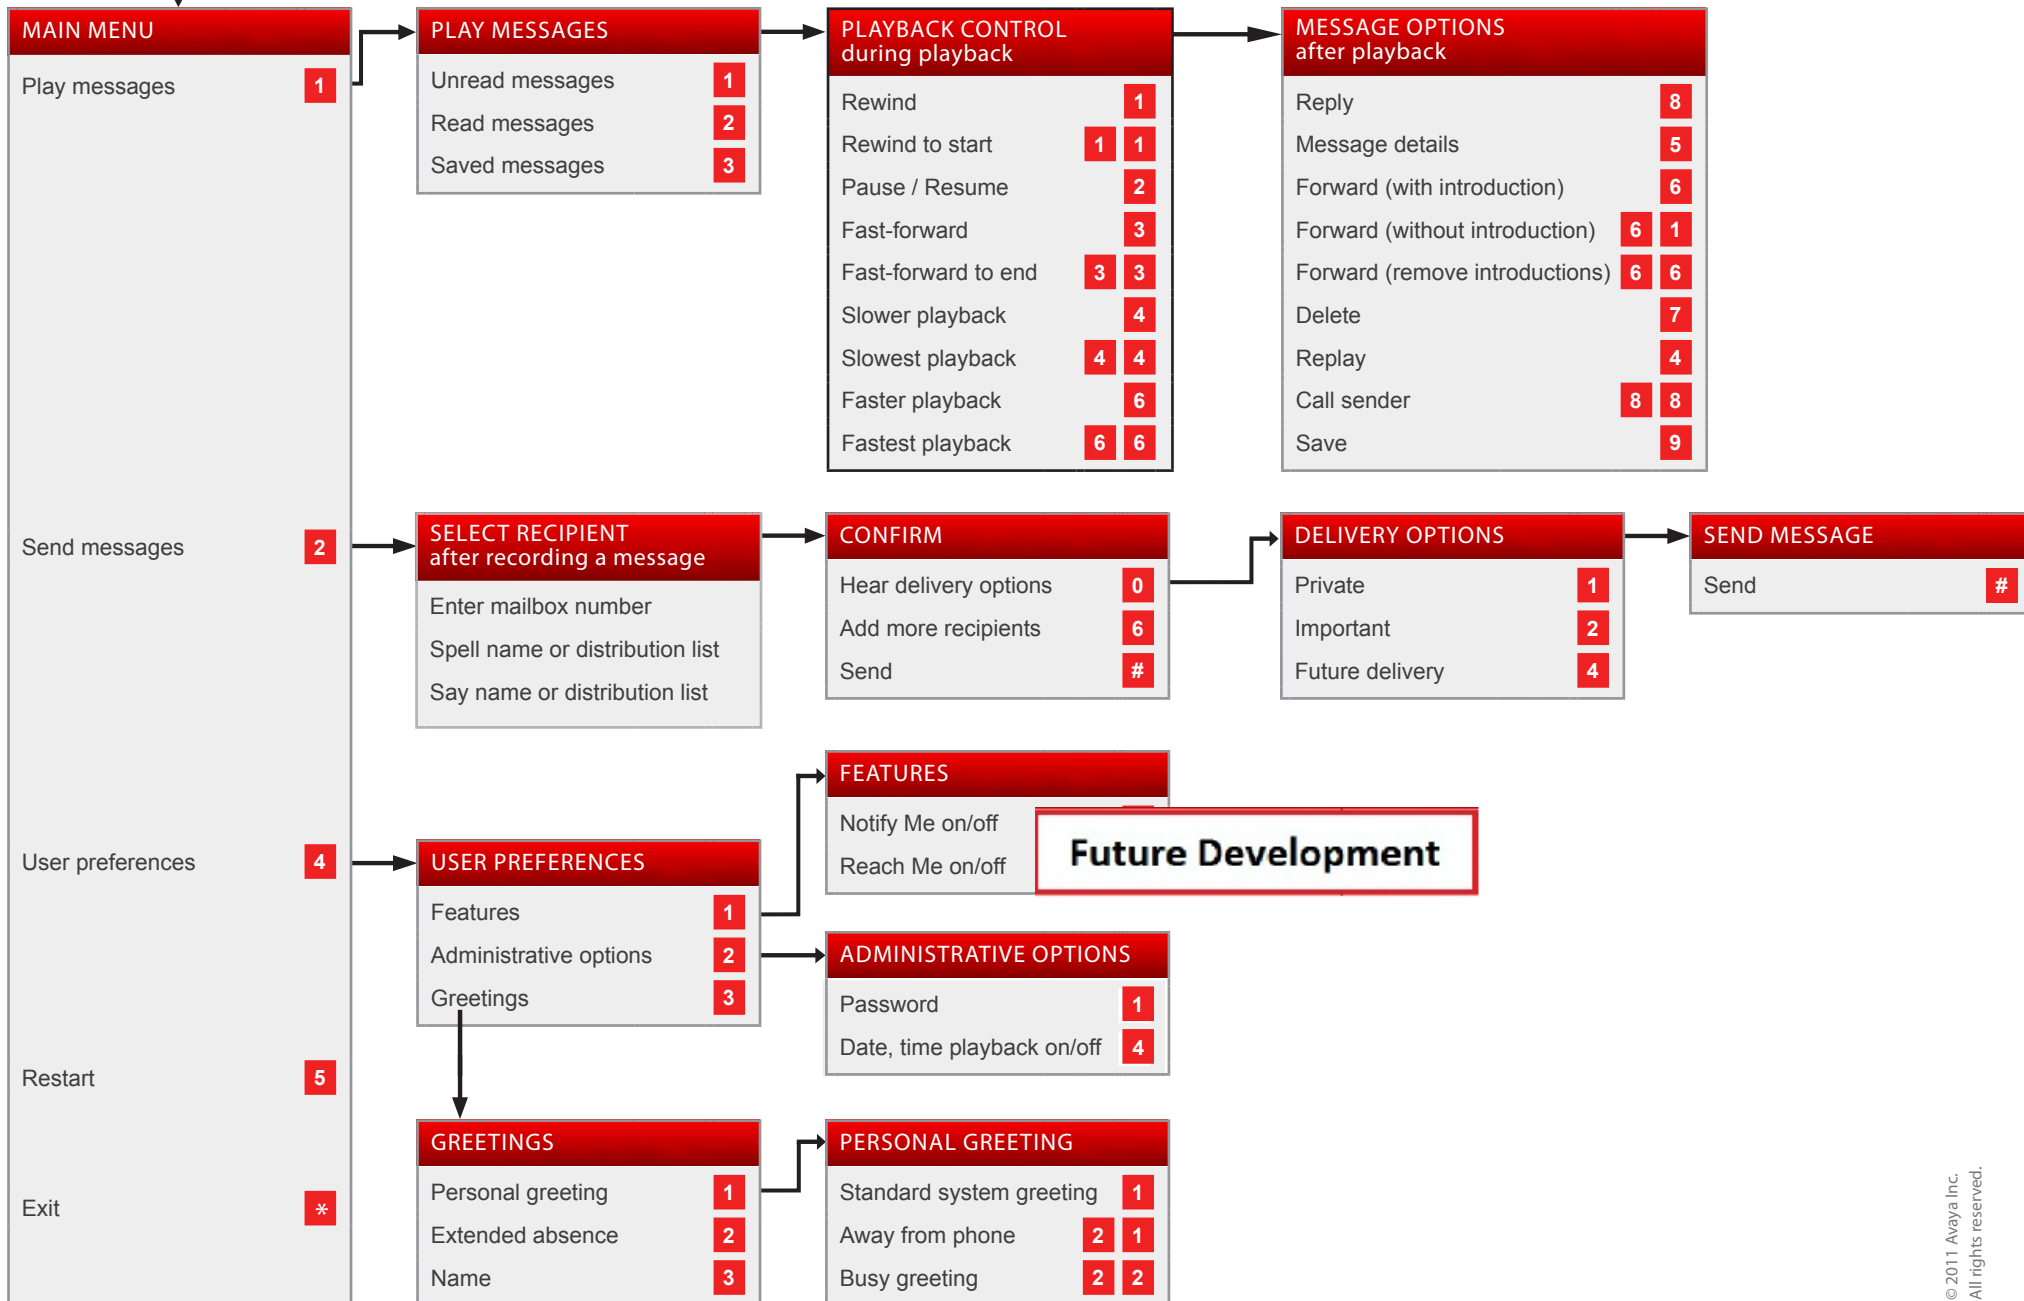 MAIN MENU
Play messages 1
Send messages 2
User preferences 4
Restart 5
Exit *
PLAY MESSAGES
Unread messages 1
Read messages 2
Saved messages 3
PLAYBACK CONTROL
during playback
Rewind 1
Rewind to start 1 1
Pause / Resume 2
Fast-forward 3
Fast-forward to end 3 3
Slower playback 4
Slowest playback 4 4
Faster playback 6
Fastest playback 6 6
MESSAGE OPTIONS
after playback
Reply 8
Message details 5
Forward (with introduction) 6
Forward (without introduction) 6 1
Forward (remove introductions) 6 6
Delete 7
Replay 4
Call sender 8 8
Save 9
SELECT RECIPIENT
after recording a message
Enter mailbox number
Spell name or distribution list
Say name or distribution list
CONFIRM
Hear delivery options 0
Add more recipients 6
Send #
DELIVERY OPTIONS
Private 1
Important 2
Future delivery 4
SEND MESSAGE
Send #
USER PREFERENCES
Features 1
Administrative options 2
Greetings 3
FEATURES
Notify Me on/off
Reach Me on/off
Future Development
ADMINISTRATIVE OPTIONS
Password 1
Date, time playback on/off 4
GREETINGS
Personal greeting 1
Extended absence 2
Name 3
PERSONAL GREETING
Standard system greeting 1
Away from phone 2 1
Busy greeting 2 2
© 2011 Avaya Inc.
All rights reserved.